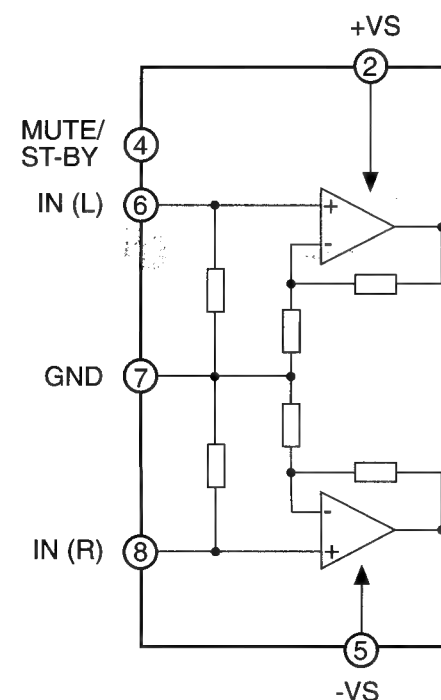 +VS
2
MUTE/
ST-BY
4
IN (L)
6
+
-
GND
7
-
IN (R)
8
+
5
-VS